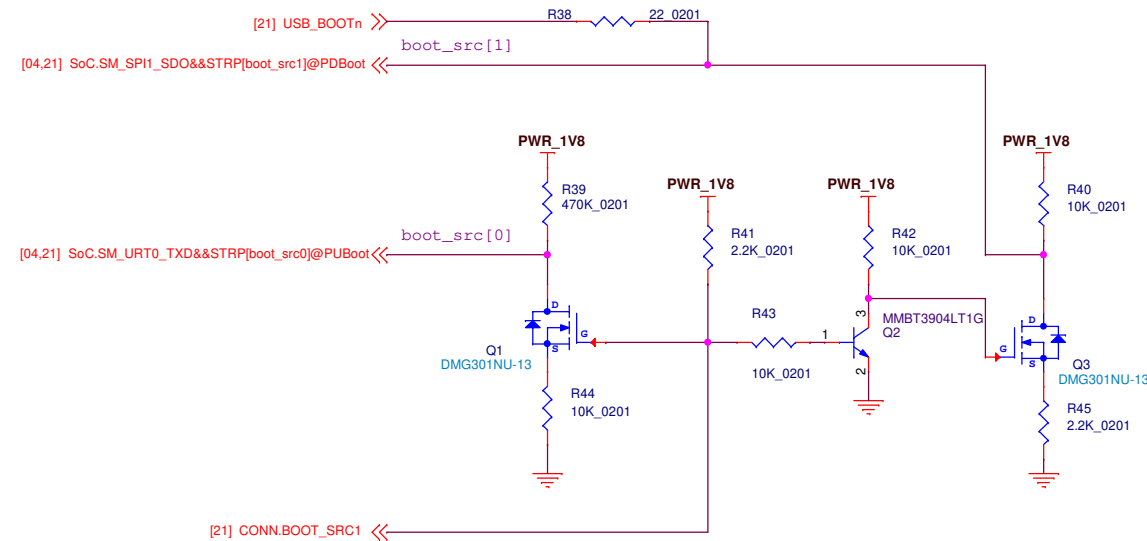 R38 22_0201
[21] USB_BOOTn
boot_src[1]
[04,21] SoC.SM_SPI1_SDO&&STRP[boot_src1]@PDBoot
PWR_1V8
PWR_1V8
PWR_1V8
PWR_1V8
R39
470K_0201
R40
10K_0201
R41
2.2K_0201
R42
10K_0201
boot_src[0]
[04,21] SoC.SM_URT0_TXD&&STRP[boot_src0]@PUBoot
D
G
S
Q1
DMG301NU-13
R43
10K_0201
1
3
2
MMBT3904LT1G
Q2
D
G
S
Q3
DMG301NU-13
R44
10K_0201
R45
2.2K_0201
[21] CONN.BOOT_SRC1